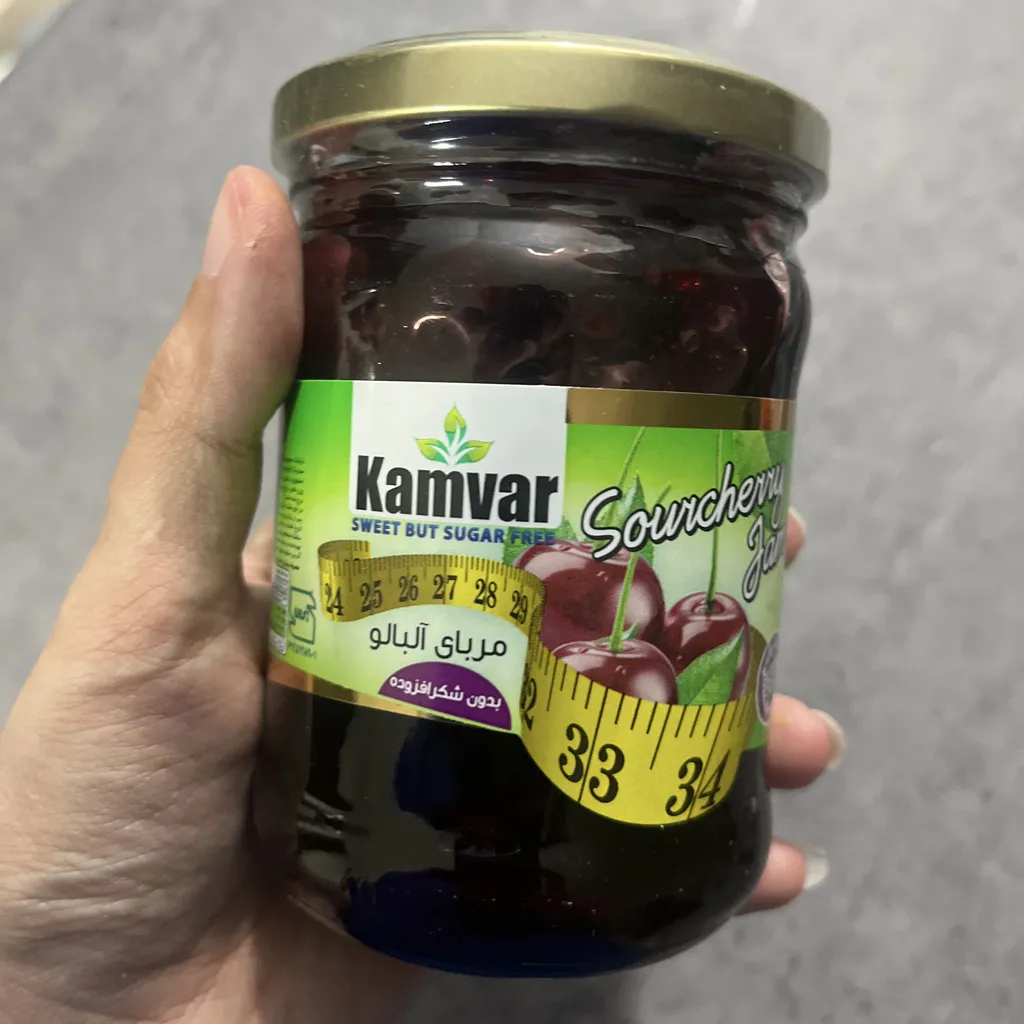 Kamvar
SWEET BUT SUGAR FREE
Sourcherry
Jam
24 25 26 27 28 29
مربای آلبالو
بدون شکرافزوده
33 34